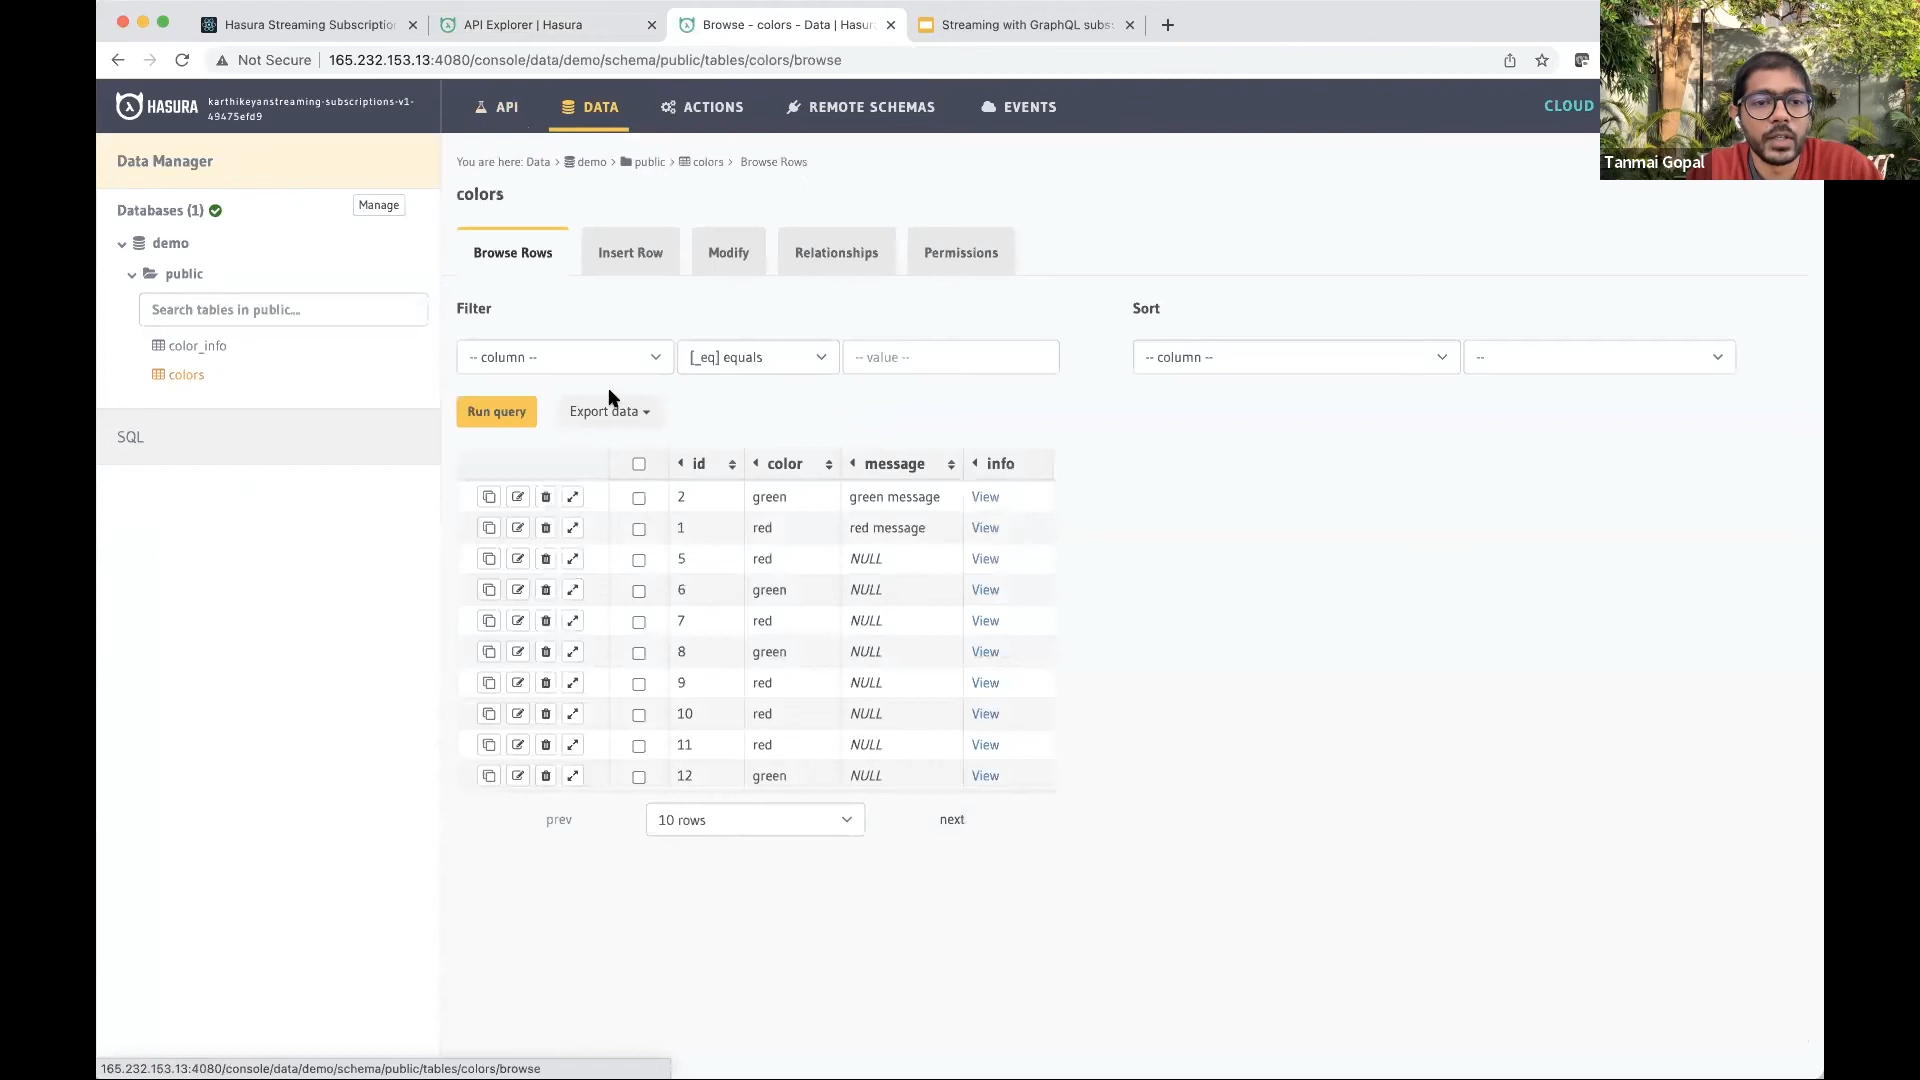 Hasura Streaming Subscriptio
API Explorer | Hasura
Browse - colors - Data | Hasur
Streaming with GraphQL subs
Not Secure
165.232.153.13:4080/console/data/demo/schema/public/tables/colors/browse
HASURA
karthikeyanstreaming-subscriptions-v1-
49475efd9
API
DATA
ACTIONS
REMOTE SCHEMAS
EVENTS
CLOUD
Tanmai Gopal
Data Manager
Databases (1)
Manage
demo
public
Search tables in public....
color_info
colors
SQL
You are here: Data > demo > public > colors > Browse Rows
colors
Browse Rows
Insert Row
Modify
Relationships
Permissions
Filter
Sort
-- column --
[_eq] equals
-- value --
-- column --
--
Run query
Export data
id color message info
2 green green message View
1 red red message View
5 red NULL View
6 green NULL View
7 red NULL View
8 green NULL View
9 red NULL View
10 red NULL View
11 red NULL View
12 green NULL View
prev
10 rows
next
165.232.153.13:4080/console/data/demo/schema/public/tables/colors/browse